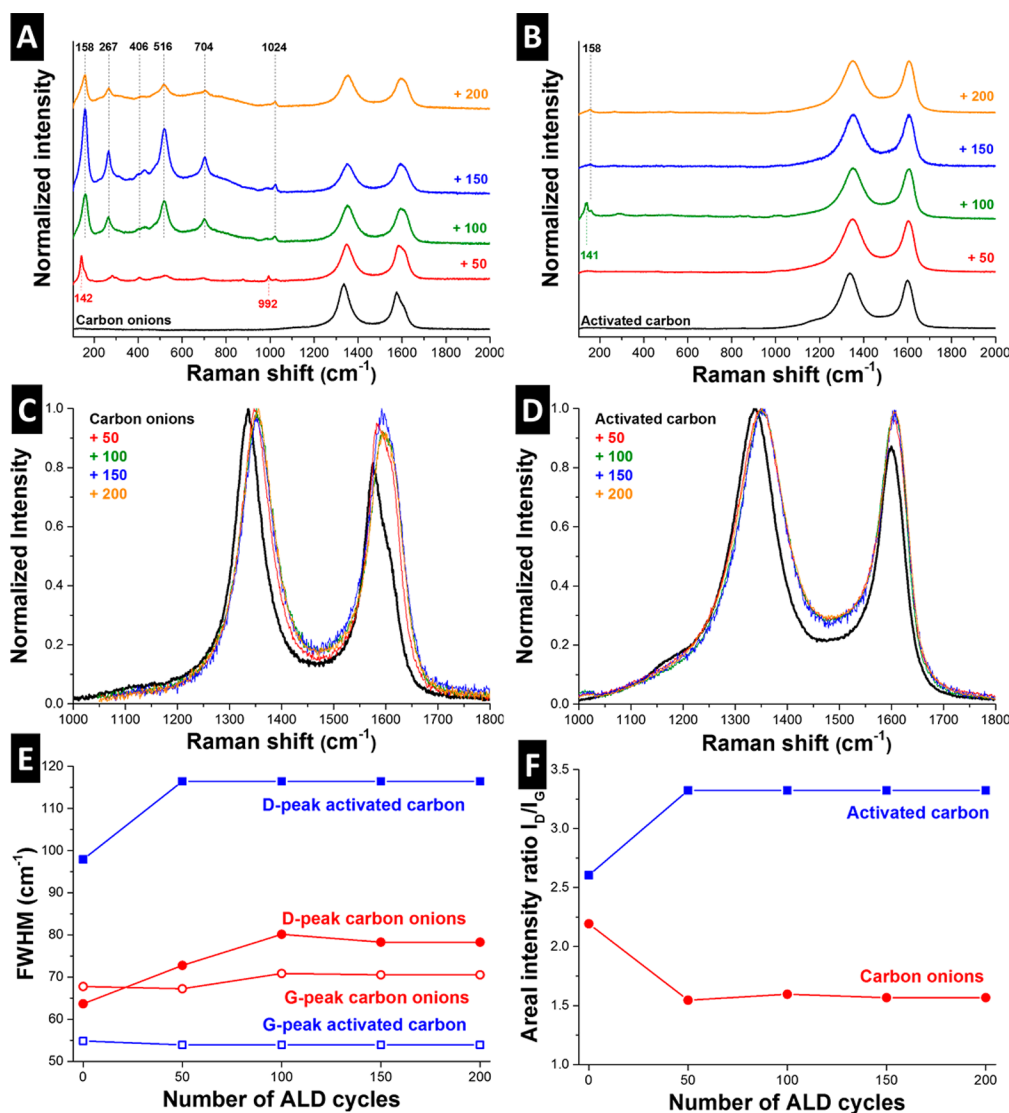 A
158 267 406 516 704 1024
+ 200
+ 150
+ 100
+ 50
142
992
Carbon onions
Normalized intensity
200 400 600 800 1000 1200 1400 1600 1800 2000
Raman shift (cm⁻¹)
B
158
+ 200
+ 150
+ 100
141
+ 50
Activated carbon
Normalized intensity
200 400 600 800 1000 1200 1400 1600 1800 2000
Raman shift (cm⁻¹)
C
Carbon onions
+ 50
+ 100
+ 150
+ 200
Normalized Intensity
1.0
0.8
0.6
0.4
0.2
0.0
1000 1100 1200 1300 1400 1500 1600 1700 1800
Raman shift (cm⁻¹)
D
Activated carbon
+ 50
+ 100
+ 150
+ 200
Normalized Intensity
1.0
0.8
0.6
0.4
0.2
0.0
1000 1100 1200 1300 1400 1500 1600 1700 1800
Raman shift (cm⁻¹)
E
120
110
100
90
80
70
60
50
FWHM (cm⁻¹)
D-peak activated carbon
D-peak carbon onions
G-peak carbon onions
G-peak activated carbon
0 50 100 150 200
Number of ALD cycles
F
3.5
3.0
2.5
2.0
1.5
1.0
Areal intensity ratio I_D/I_G
Activated carbon
Carbon onions
0 50 100 150 200
Number of ALD cycles